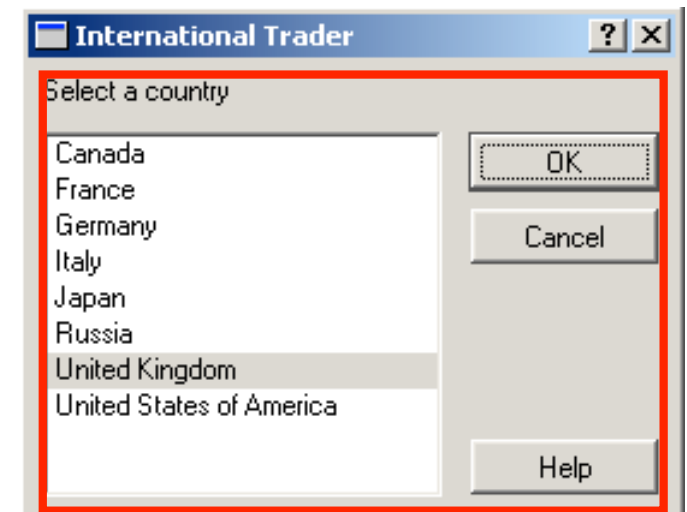 International Trader
Select a country
Canada
France
Germany
Italy
Japan
Russia
United Kingdom
United States of America
OK
Cancel
Help